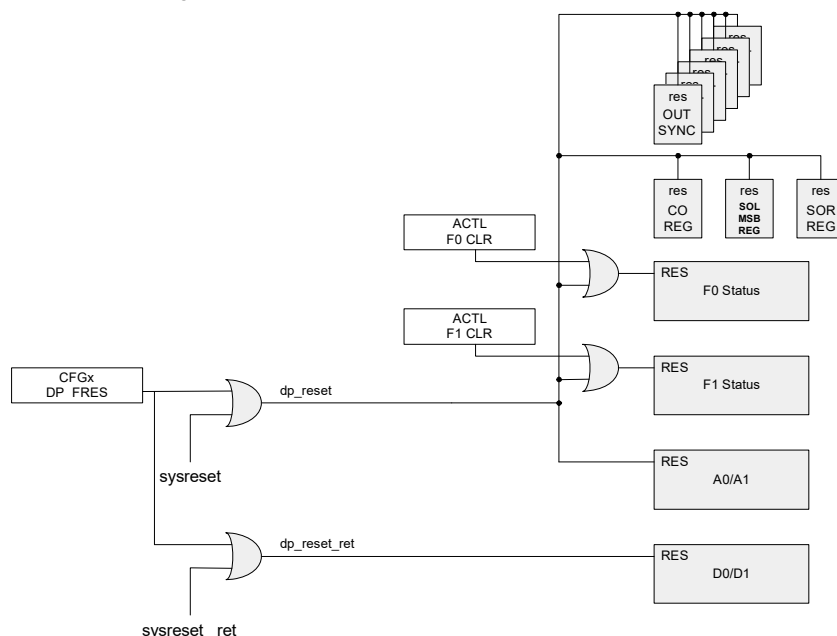 res
res
res
OUT
SYNC
res
CO
REG
res
SOL
MSB
REG
res
SOR
REG
ACTL
F0 CLR
RES
F0 Status
ACTL
F1 CLR
RES
F1 Status
CFGx
DP FRES
dp_reset
sysreset
RES
A0/A1
dp_reset_ret
RES
D0/D1
sysreset ret